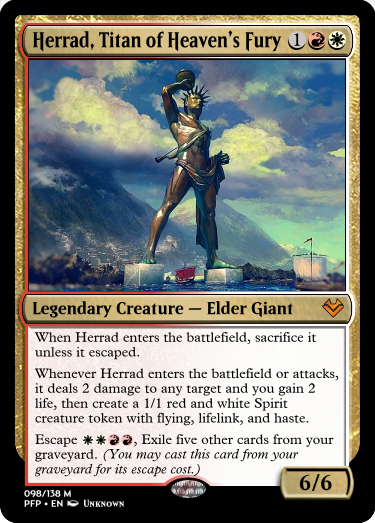 Herrad, Titan of Heaven's Fury 1
Legendary Creature — Elder Giant
When Herrad enters the battlefield, sacrifice it
unless it escaped.
Whenever Herrad enters the battlefield or attacks,
it deals 2 damage to any target and you gain 2
life, then create a 1/1 red and white Spirit
creature token with flying, lifelink, and haste.
Escape , Exile five other cards from your
graveyard. (You may cast this card from your
graveyard for its escape cost.)
6/6
098/138 M
PFP • EN Unknown